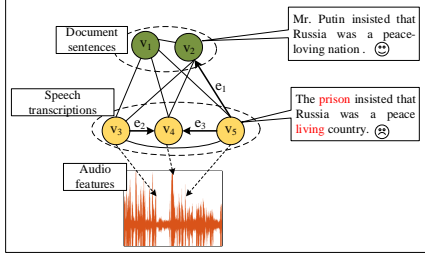 Document
sentences
v1
v2
Mr. Putin insisted that
Russia was a peace-
loving nation .
e1
Speech
transcriptions
v3
e2
v4
e3
v5
The prison insisted that
Russia was a peace
living country.
Audio
features